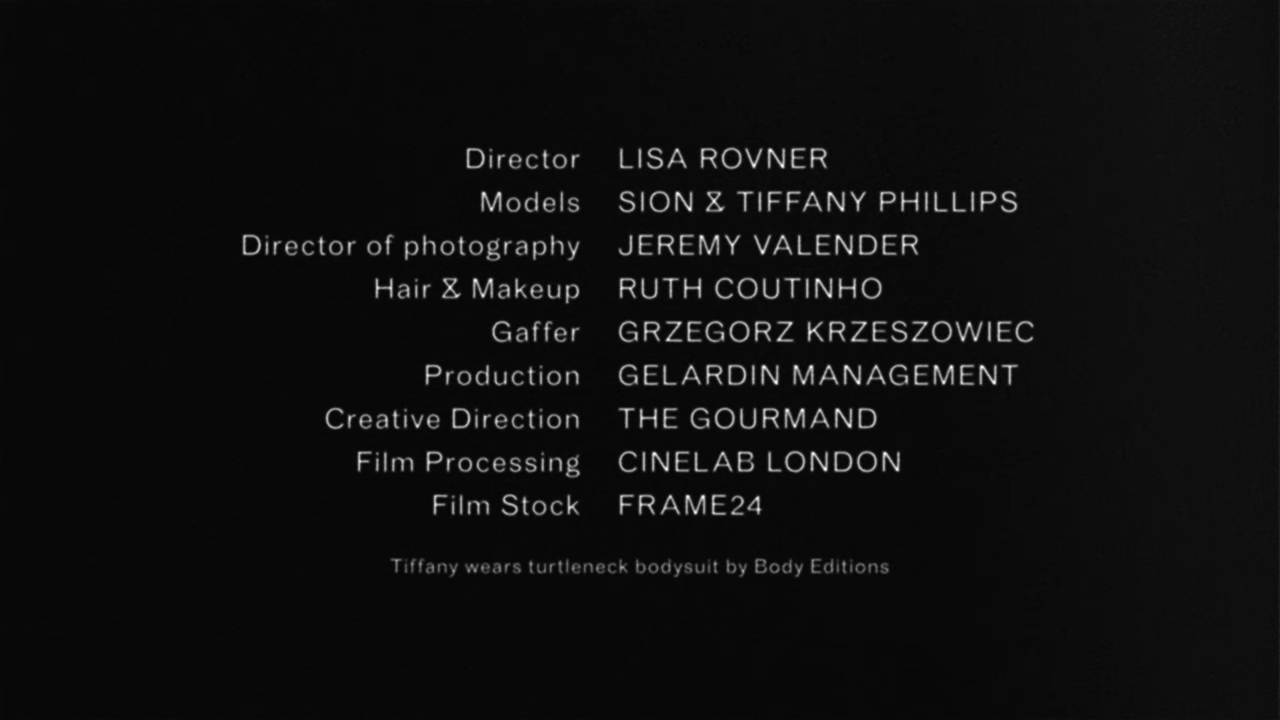 Director LISA ROVNER
Models SION & TIFFANY PHILLIPS
Director of photography JEREMY VALENDER
Hair & Makeup RUTH COUTINHO
Gaffer GRZEGORZ KRZESZOWIEC
Production GELARDIN MANAGEMENT
Creative Direction THE GOURMAND
Film Processing CINELAB LONDON
Film Stock FRAME24
Tiffany wears turtleneck bodysuit by Body Editions